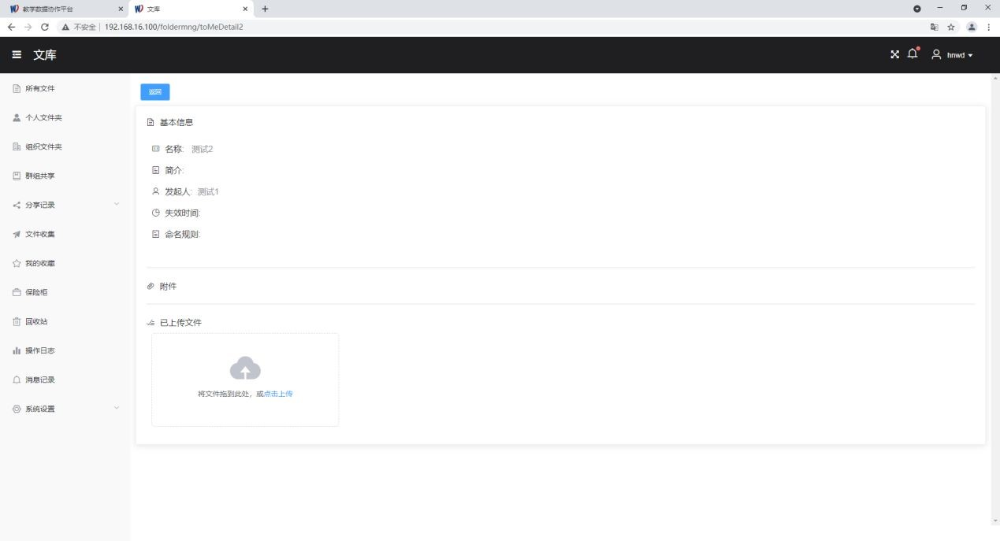 教学数据协作平台
文库
不安全 192.168.16.100/foldermng/toMeDetail2
文库
hnwd
所有文件
个人文件夹
组织文件夹
群组共享
分享记录
文件收集
我的收藏
保险柜
回收站
操作日志
消息记录
系统设置
返回
基本信息
名称: 测试2
简介:
发起人: 测试1
失效时间:
命名规则:
附件
已上传文件
将文件拖到此处，或点击上传